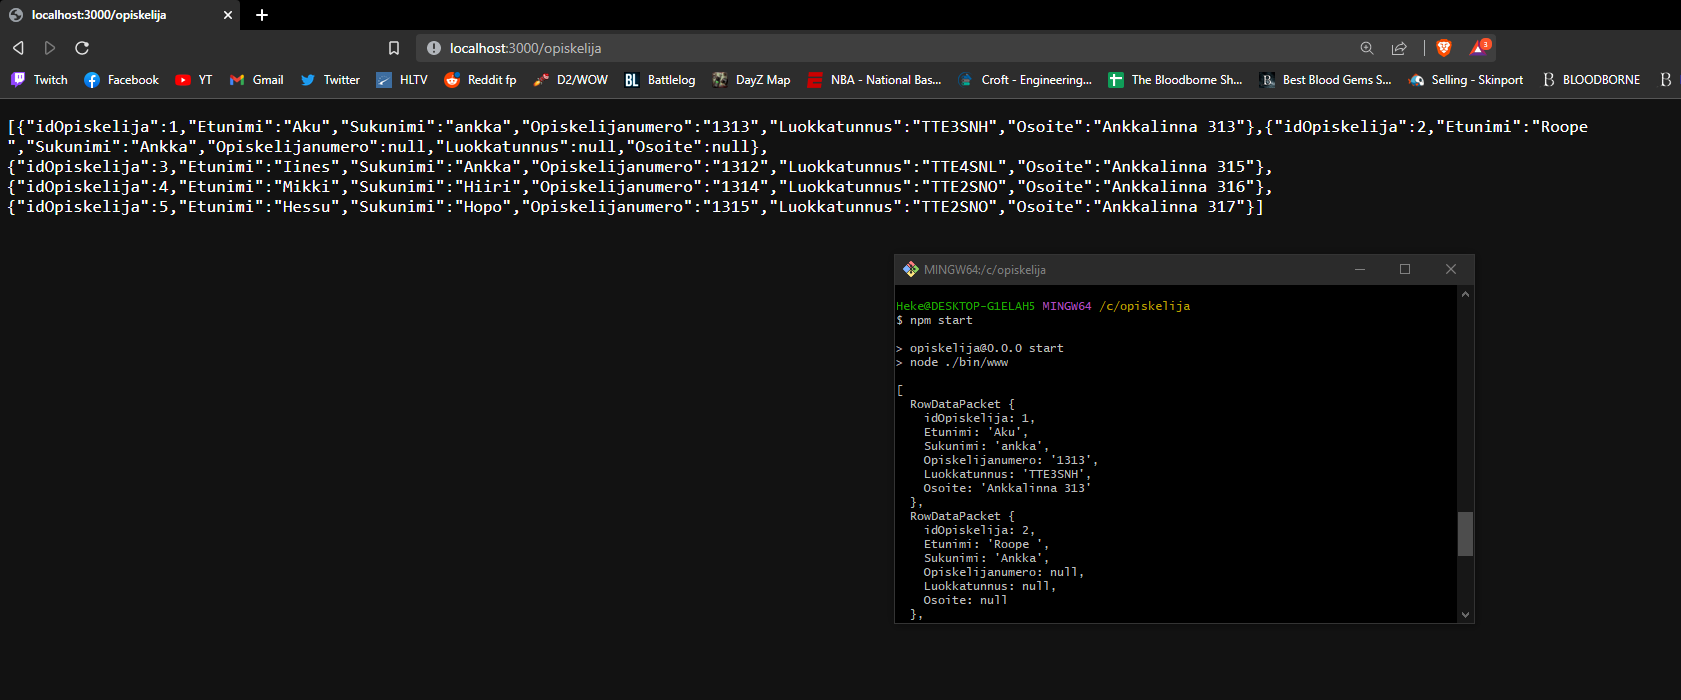 localhost:3000/opiskelija
localhost:3000/opiskelija
3
Twitch Facebook YT Gmail Twitter HLTV Reddit fp D2/WOW BL Battlelog DayZ Map NBA - National Bas... Croft - Engineering... The Bloodborne Sh... Best Blood Gems S... Selling - Skinport B BLOODBORNE B
[{"idOpiskelija":1,"Etunimi":"Aku","Sukunimi":"ankka","Opiskelijanumero":"1313","Luokkatunnus":"TTE3SNH","Osoite":"Ankkalinna 313"},{"idOpiskelija":2,"Etunimi":"Roope
","Sukunimi":"Ankka","Opiskelijanumero":null,"Luokkatunnus":null,"Osoite":null},
{"idOpiskelija":3,"Etunimi":"Iines","Sukunimi":"Ankka","Opiskelijanumero":"1312","Luokkatunnus":"TTE4SNL","Osoite":"Ankkalinna 315"},
{"idOpiskelija":4,"Etunimi":"Mikki","Sukunimi":"Hiiri","Opiskelijanumero":"1314","Luokkatunnus":"TTE2SNO","Osoite":"Ankkalinna 316"},
{"idOpiskelija":5,"Etunimi":"Hessu","Sukunimi":"Hopo","Opiskelijanumero":"1315","Luokkatunnus":"TTE2SNO","Osoite":"Ankkalinna 317"}]
MINGW64:/c/opiskelija
Heke@DESKTOP-G1ELAH5 MINGW64 /c/opiskelija
$ npm start
> opiskelija@0.0.0 start
> node ./bin/www
[
RowDataPacket {
idOpiskelija: 1,
Etunimi: 'Aku',
Sukunimi: 'ankka',
Opiskelijanumero: '1313',
Luokkatunnus: 'TTE3SNH',
Osoite: 'Ankkalinna 313'
},
RowDataPacket {
idOpiskelija: 2,
Etunimi: 'Roope ',
Sukunimi: 'Ankka',
Opiskelijanumero: null,
Luokkatunnus: null,
Osoite: null
},